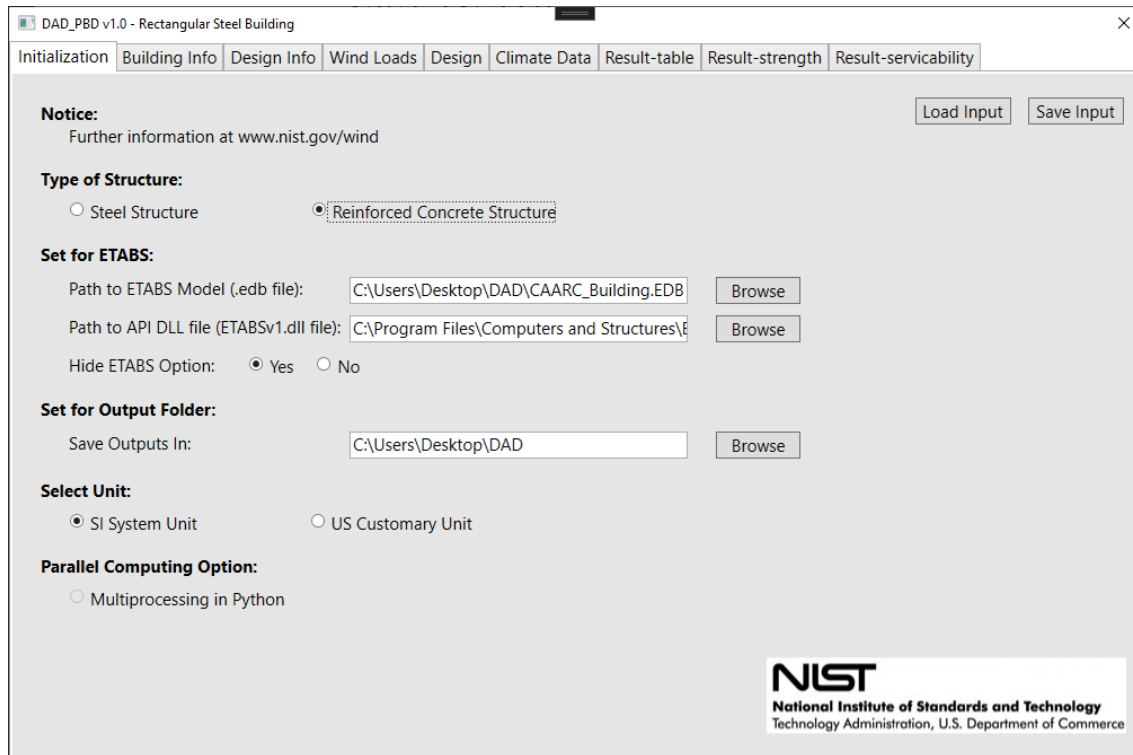 DAD_PBD v1.0 - Rectangular Steel Building
Initialization Building Info Design Info Wind Loads Design Climate Data Result-table Result-strength Result-servicability
Notice:
Load Input Save Input
Further information at www.nist.gov/wind
Type of Structure:
Steel Structure Reinforced Concrete Structure
Set for ETABS:
Path to ETABS Model (.edb file): C:\Users\Desktop\DAD\CAARC_Building.EDB Browse
Path to API DLL file (ETABSv1.dll file): C:\Program Files\Computers and Structures\E Browse
Hide ETABS Option: Yes No
Set for Output Folder:
Save Outputs In: C:\Users\Desktop\DAD Browse
Select Unit:
SI System Unit US Customary Unit
Parallel Computing Option:
Multiprocessing in Python
NIST
National Institute of Standards and Technology
Technology Administration, U.S. Department of Commerce